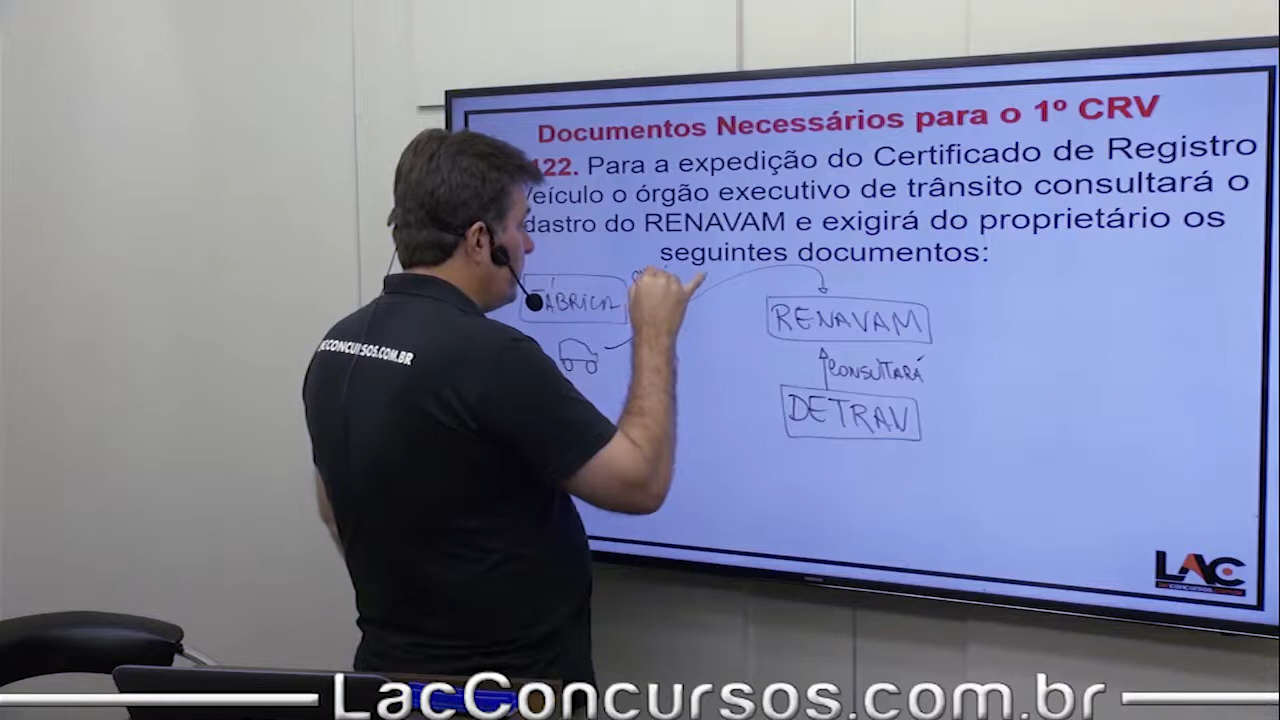 Documentos Necessários para o 1º CRV
122. Para a expedição do Certificado de Registro
Veículo o órgão executivo de trânsito consultará o
dastro do RENAVAM e exigirá do proprietário os
seguintes documentos:
FÁBRICA
RENAVAM
CONSULTARÁ
DETRAN
LACCONCURSOS.COM.BR
LAC
LacConcursos.com.br